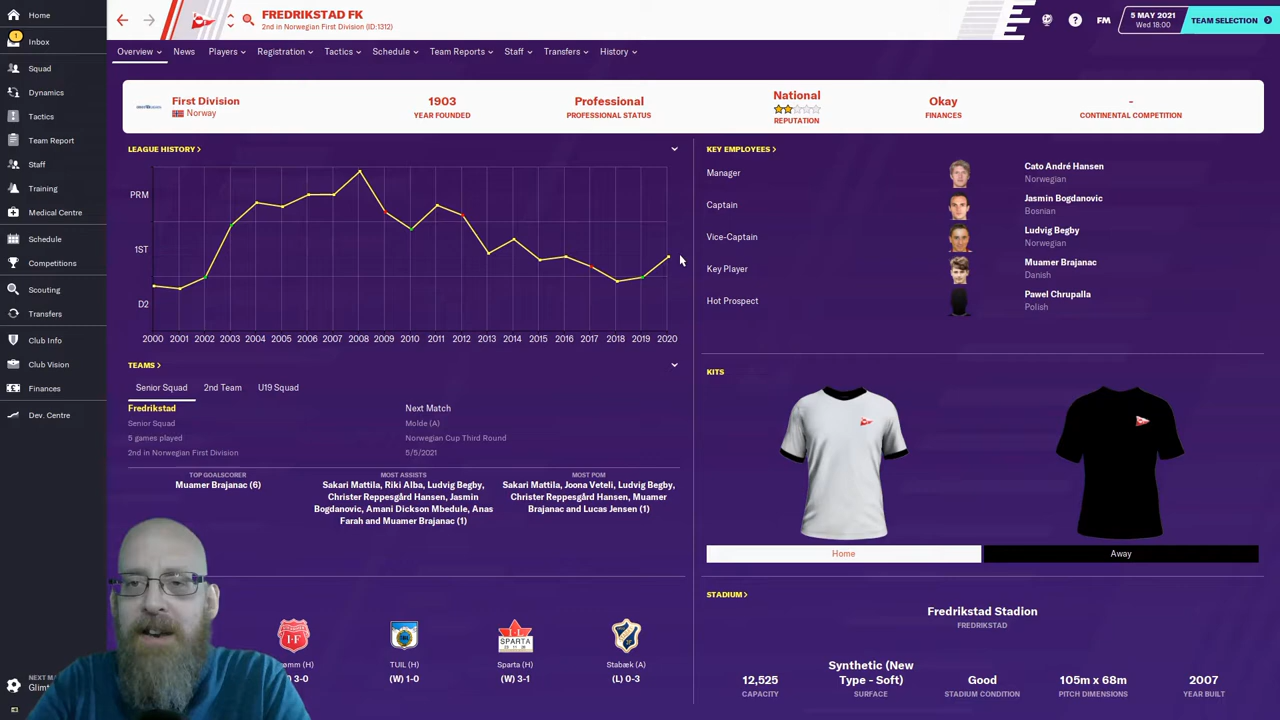 FREDRIKSTAD FK
2nd in Norwegian First Division (ID:1312)
FM
5 MAY 2021
Wed 18:00
TEAM SELECTION
Home
1
Inbox
Squad
Dynamics
Tactics
Team Report
Staff
Training
Medical Centre
Schedule
Competitions
Scouting
Transfers
Club Info
Club Vision
Finances
Dev. Centre
Overview
News
Players
Registration
Tactics
Schedule
Team Reports
Staff
Transfers
History
First Division
Norway
1903
YEAR FOUNDED
Professional
PROFESSIONAL STATUS
National
REPUTATION
Okay
FINANCES
-
CONTINENTAL COMPETITION
LEAGUE HISTORY
PRM
1ST
D2
2000 2001 2002 2003 2004 2005 2006 2007 2008 2009 2010 2011 2012 2013 2014 2015 2016 2017 2018 2019 2020
TEAMS
Senior Squad 2nd Team U19 Squad
Fredrikstad
Senior Squad
5 games played
2nd in Norwegian First Division
Next Match
Molde (A)
Norwegian Cup Third Round
5/5/2021
TOP GOALSCORER
Muamer Brajanac (6)
MOST ASSISTS
Sakari Mattila, Riki Alba, Ludvig Begby,
Christer Reppesgård Hansen, Jasmin
Bogdanovic, Amani Dickson Mbedule, Anas
Farah and Muamer Brajanac (1)
MOST POM
Sakari Mattila, Joona Veteli, Ludvig Begby,
Christer Reppesgård Hansen, Muamer
Brajanac and Lucas Jensen (1)
(H)
3-0
TUIL (H)
(W) 1-0
SPARTA
Sparta (H)
(W) 3-1
Stabæk (A)
(L) 0-3
KEY EMPLOYEES
Manager
Cato André Hansen
Norwegian
Captain
Jasmin Bogdanovic
Bosnian
Vice-Captain
Ludvig Begby
Norwegian
Key Player
Muamer Brajanac
Danish
Hot Prospect
Pawel Chrupalla
Polish
KITS
Home
Away
STADIUM
Fredrikstad Stadion
FREDRIKSTAD
12,525
CAPACITY
Synthetic (New
Type - Soft)
SURFACE
Good
STADIUM CONDITION
105m x 68m
PITCH DIMENSIONS
2007
YEAR BUILT